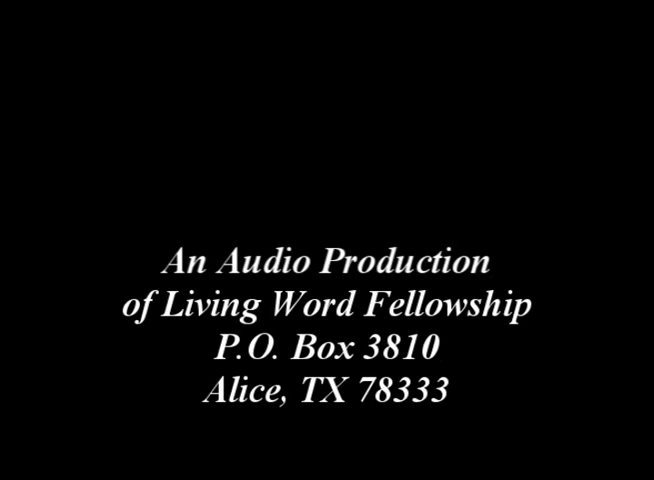 An Audio Production
of Living Word Fellowship
P.O. Box 3810
Alice, TX 78333